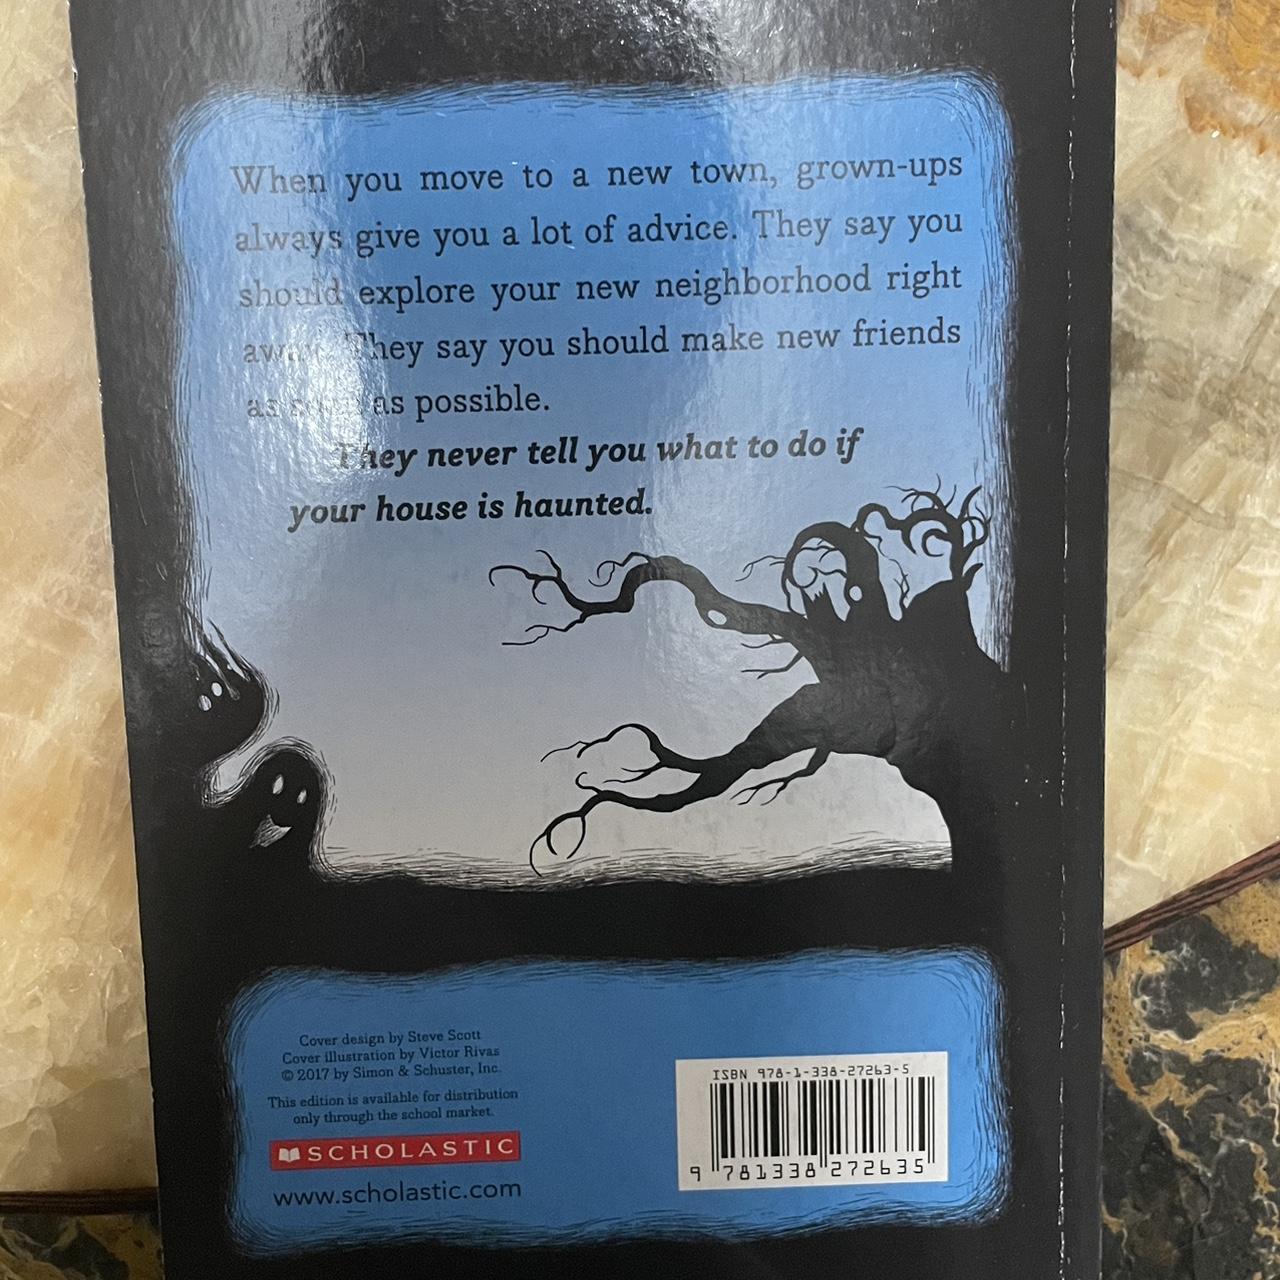 When you move to a new town, grown-ups
always give you a lot of advice. They say you
should explore your new neighborhood right
away. They say you should make new friends
as soon as possible.
They never tell you what to do if
your house is haunted.
Cover design by Steve Scott
Cover illustration by Victor Rivas
© 2017 by Simon & Schuster, Inc.
This edition is available for distribution
only through the school market.
SCHOLASTIC
www.scholastic.com
ISBN 978-1-338-27263-5
9 781338 272635